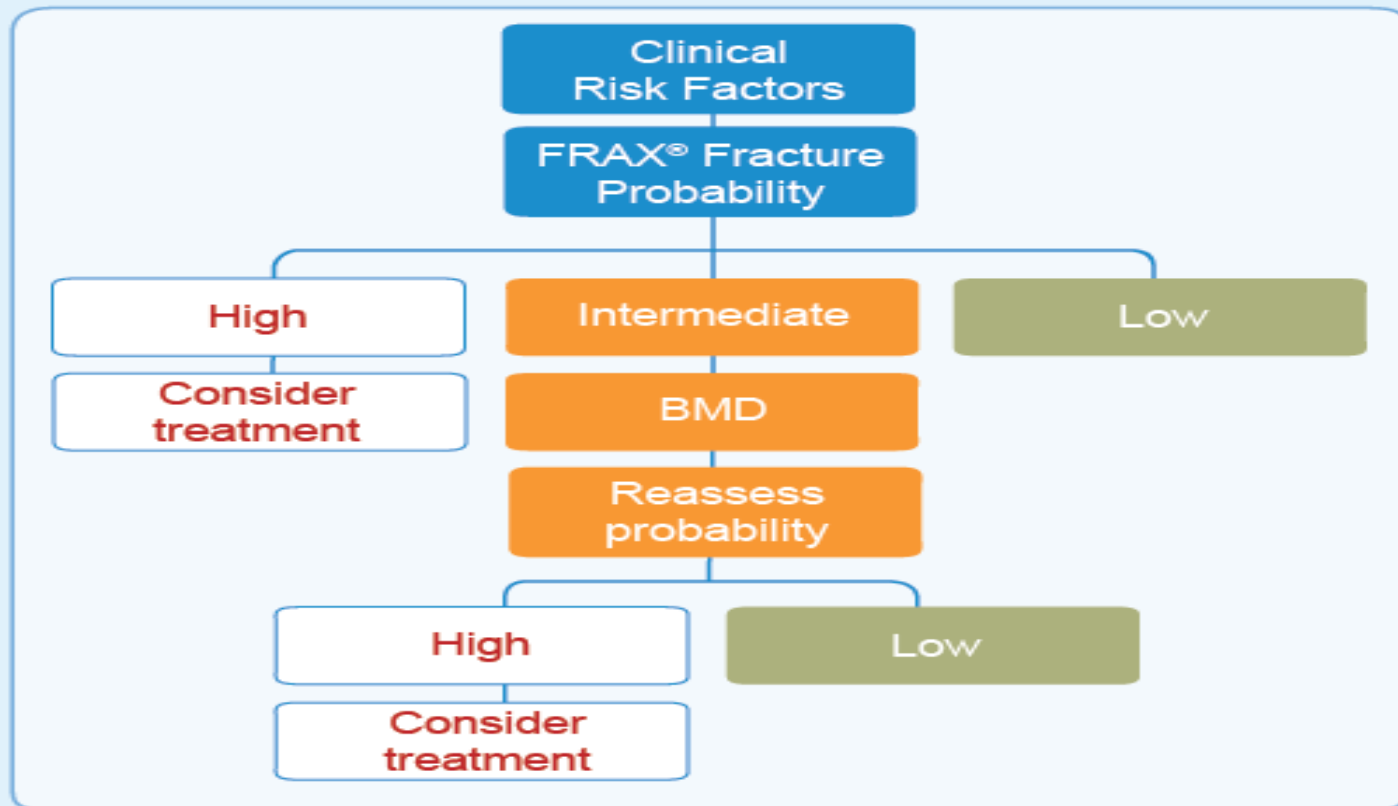 Clinical
Risk Factors
FRAX® Fracture
Probability
High
Intermediate
Low
Consider
treatment
BMD
Reassess
probability
High
Low
Consider
treatment